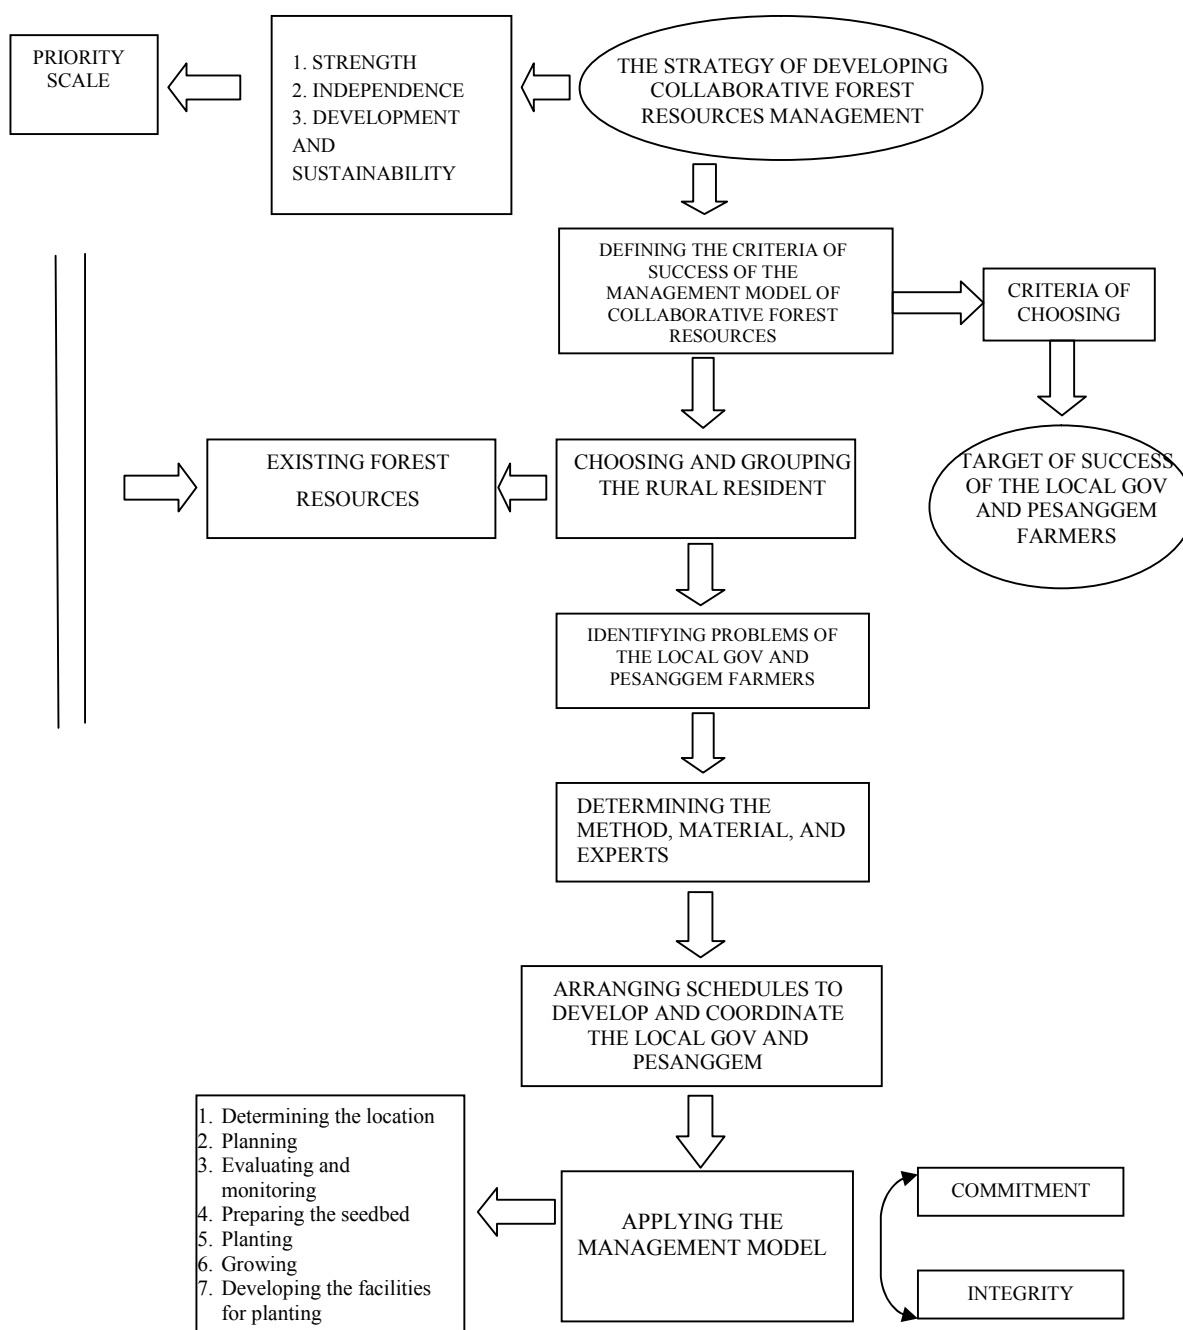 PRIORITY
SCALE
1. STRENGTH
2. INDEPENDENCE
3. DEVELOPMENT
AND
SUSTAINABILITY
THE STRATEGY OF DEVELOPING
COLLABORATIVE FOREST
RESOURCES MANAGEMENT
DEFINING THE CRITERIA OF
SUCCESS OF THE
MANAGEMENT MODEL OF
COLLABORATIVE FOREST
RESOURCES
CRITERIA OF
CHOOSING
EXISTING FOREST
RESOURCES
CHOOSING AND GROUPING
THE RURAL RESIDENT
TARGET OF SUCCESS
OF THE LOCAL GOV
AND PESANGGEM
FARMERS
IDENTIFYING PROBLEMS OF
THE LOCAL GOV AND
PESANGGEM FARMERS
DETERMINING THE
METHOD, MATERIAL, AND
EXPERTS
ARRANGING SCHEDULES TO
DEVELOP AND COORDINATE
THE LOCAL GOV AND
PESANGGEM
1. Determining the location
2. Planning
3. Evaluating and
monitoring
4. Preparing the seedbed
5. Planting
6. Growing
7. Developing the facilities
for planting
APPLYING THE
MANAGEMENT MODEL
COMMITMENT
INTEGRITY